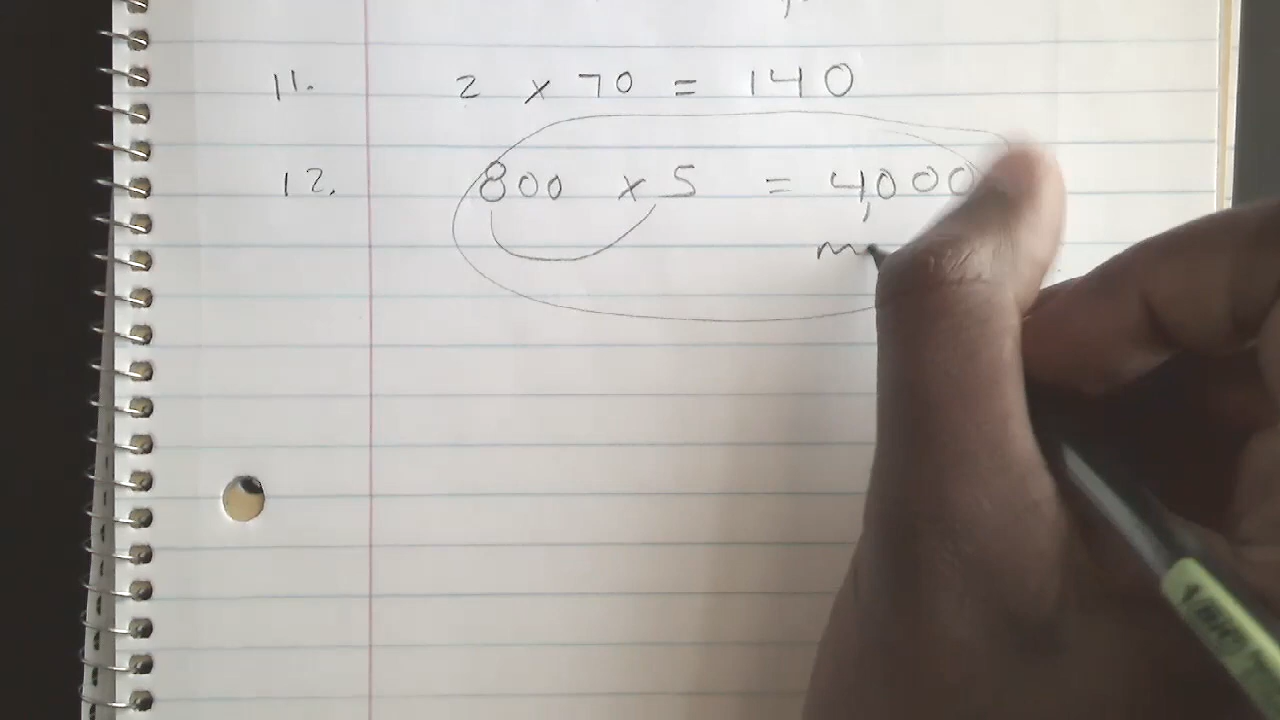 11. 2 x 70 = 140
12. 800 x 5 = 4,000